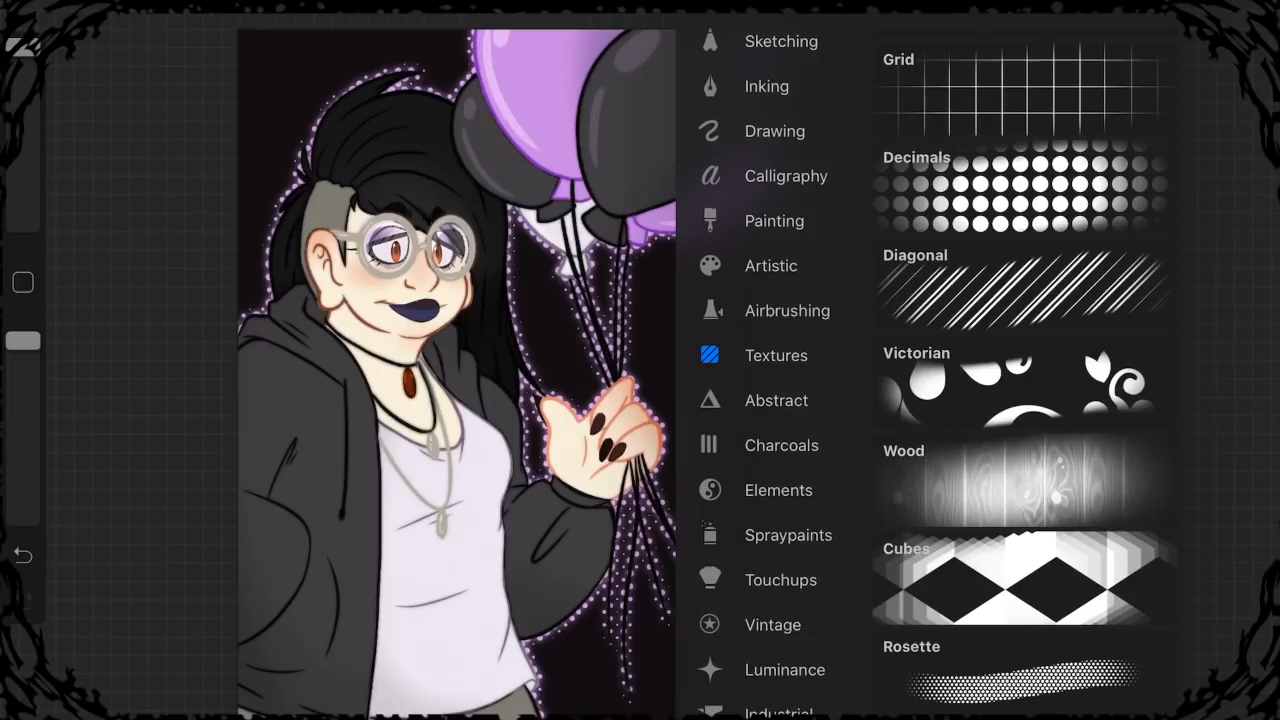 Sketching
Inking
Drawing
Calligraphy
Painting
Artistic
Airbrushing
Textures
Abstract
Charcoals
Elements
Spraypaints
Touchups
Vintage
Luminance
Industrial
Grid
Decimals
Diagonal
Victorian
Wood
Cubes
Rosette